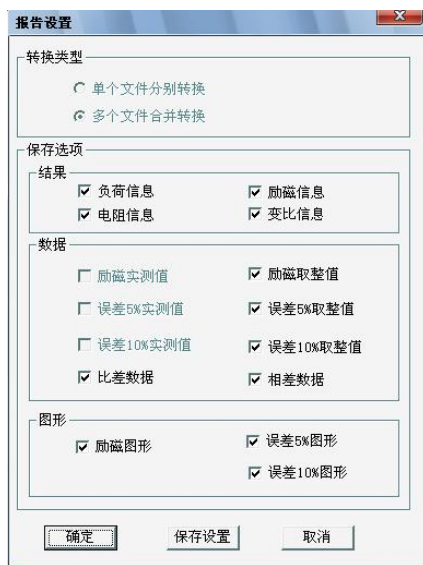 报告设置
转换类型
单个文件分别转换
多个文件合并转换
保存选项
结果
负荷信息 励磁信息
电阻信息 变比信息
数据
励磁实测值 励磁取整值
误差5%实测值 误差5%取整值
误差10%实测值 误差10%取整值
比差数据 相差数据
图形
励磁图形 误差5%图形
误差10%图形
确定 保存设置 取消